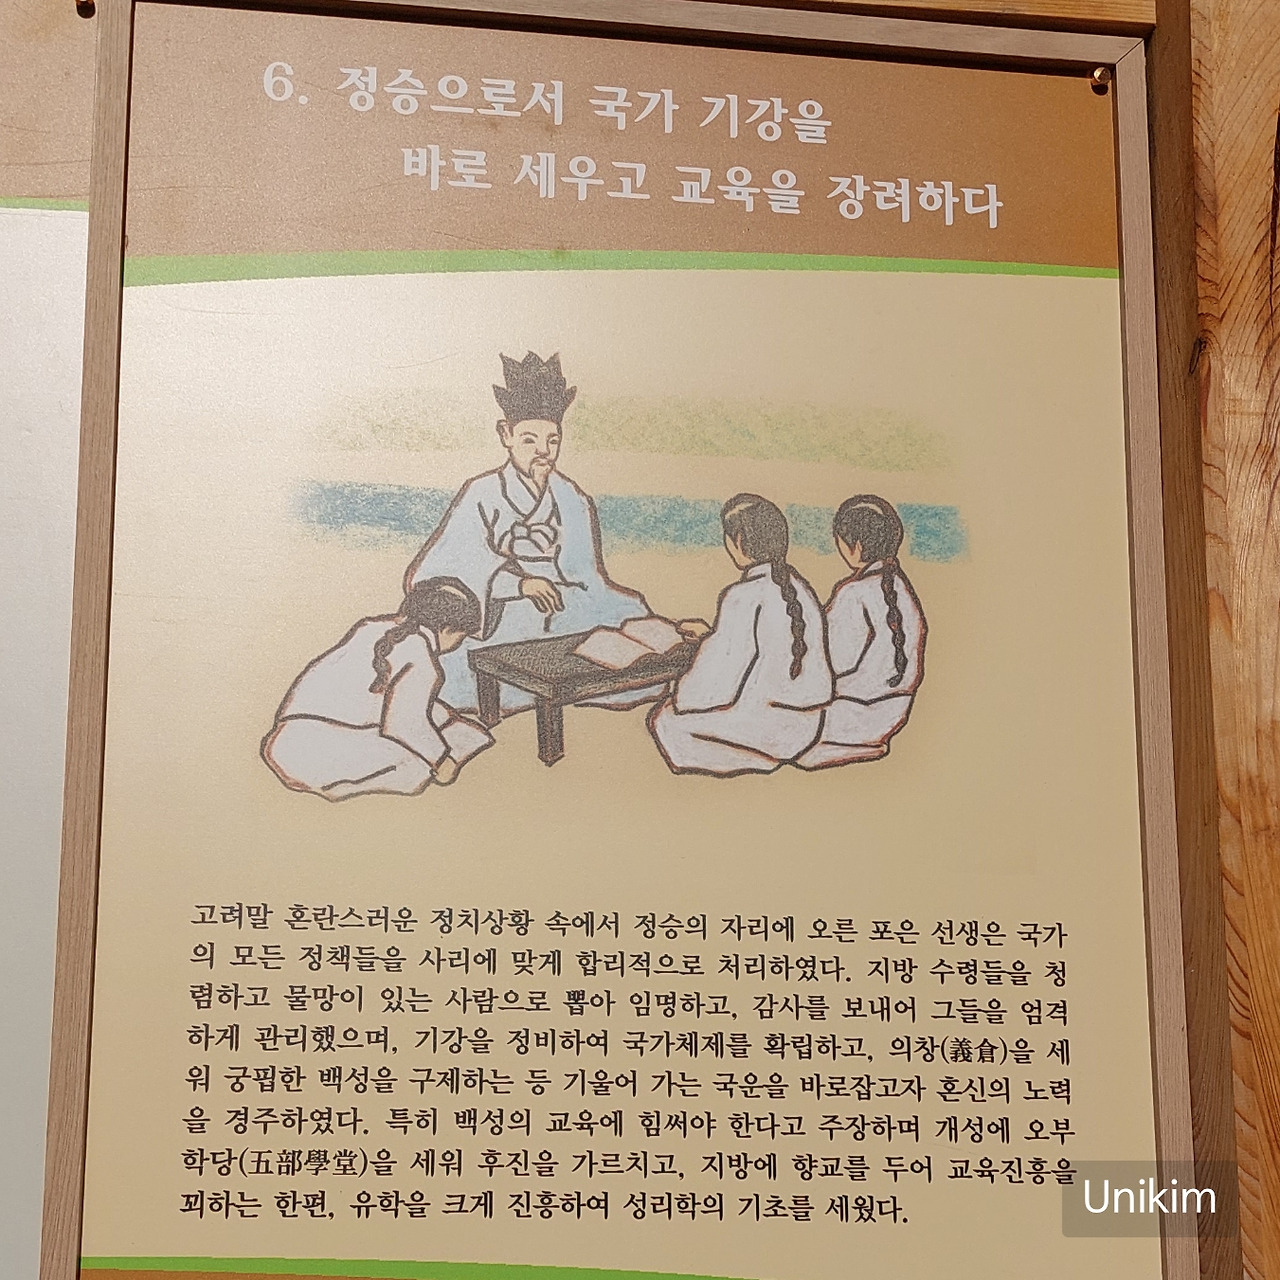 6. 정승으로서 국가 기강을
바로 세우고 교육을 장려하다
고려말 혼란스러운 정치상황 속에서 정승의 자리에 오른 포은 선생은 국가
의 모든 정책들을 사리에 맞게 합리적으로 처리하였다. 지방 수령들을 청
렴하고 물망이 있는 사람으로 뽑아 임명하고, 감사를 보내어 그들을 엄격
하게 관리했으며, 기강을 정비하여 국가체제를 확립하고, 의창(義倉)을 세
워 궁핍한 백성을 구제하는 등 기울어 가는 국운을 바로잡고자 혼신의 노력
을 경주하였다. 특히 백성의 교육에 힘써야 한다고 주장하며 개성에 오부
학당(五部學堂)을 세워 후진을 가르치고, 지방에 향교를 두어 교육진흥을
꾀하는 한편, 유학을 크게 진흥하여 성리학의 기초를 세웠다.
Unikim